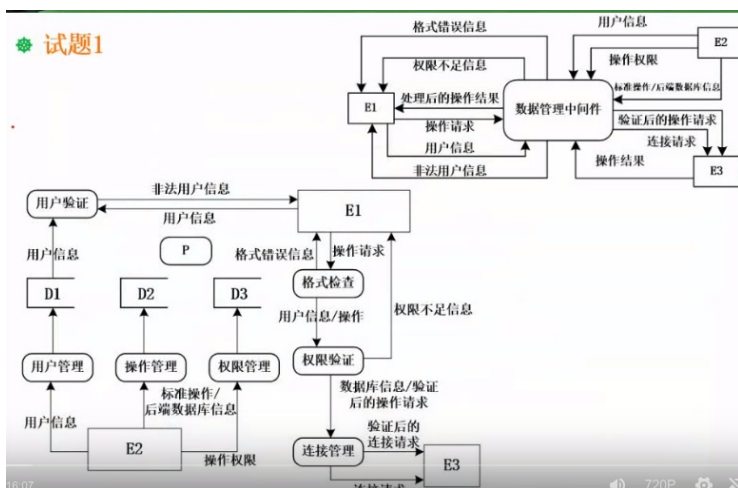 试题1
格式错误信息
用户信息
E2
操作权限
权限不足信息
标准操作/后端数据库信息
E1
处理后的操作结果
数据管理中间件
操作请求
验证后的操作请求
用户信息
连接请求
非法用户信息
操作结果
E3
用户验证
非法用户信息
用户信息
E1
P
用户信息
格式错误信息
操作请求
D1
D2
D3
格式检查
用户信息/操作
权限不足信息
用户管理
操作管理
权限管理
权限验证
标准操作/
后端数据库信息
数据库信息/验证
后的操作请求
用户信息
E2
操作权限
连接管理
验证后的
连接请求
E3
连接请求
16:07
720P